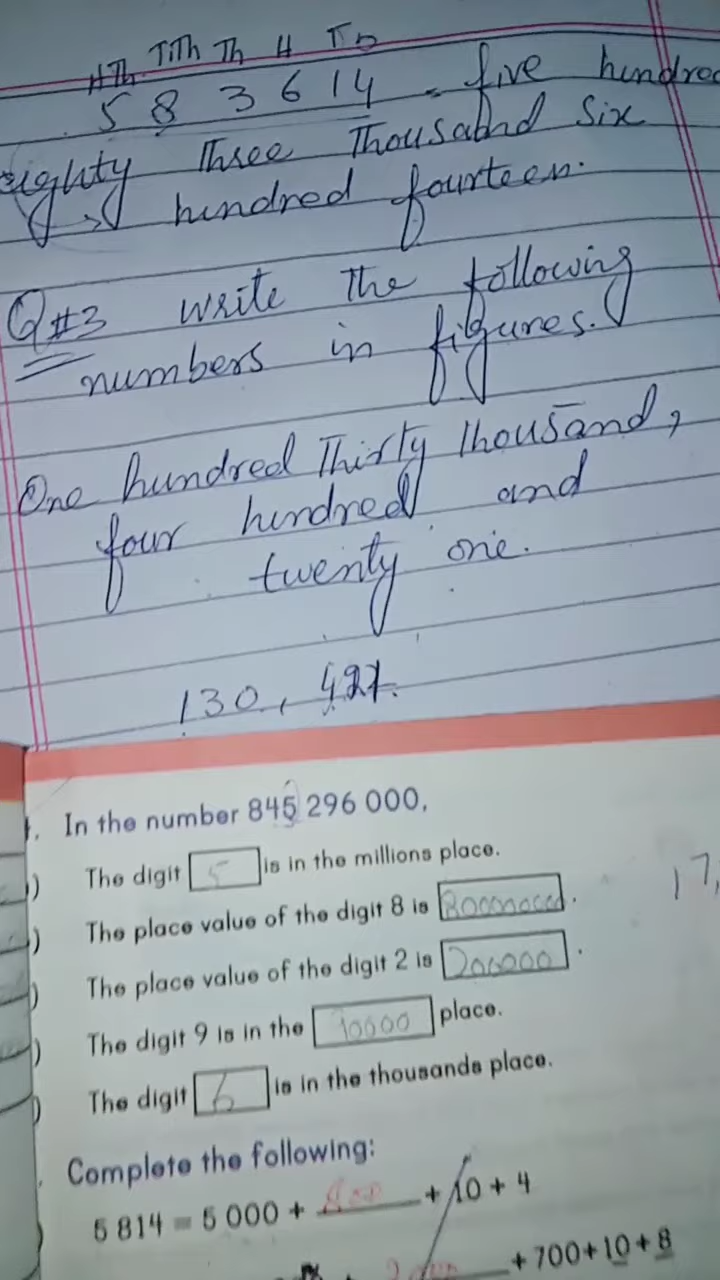 HTh TTh Th H T O
5 8 3 6 14 = five hundred
eighty three Thousand Six
hundred fourteen.
Q#3 write the following
numbers in figures.
One hundred Thirty thousand,
four hundred and
twenty one.
130, 421.
In the number 845 296 000,
The digit 5 is in the millions place.
The place value of the digit 8 is
17,
The place value of the digit 2 is 200000.
The digit 9 is in the 10000 place.
The digit 6 is in the thousands place.
Complete the following:
5 814 = 5 000 + 800 + 10 + 4
+ 700 + 10 + 8